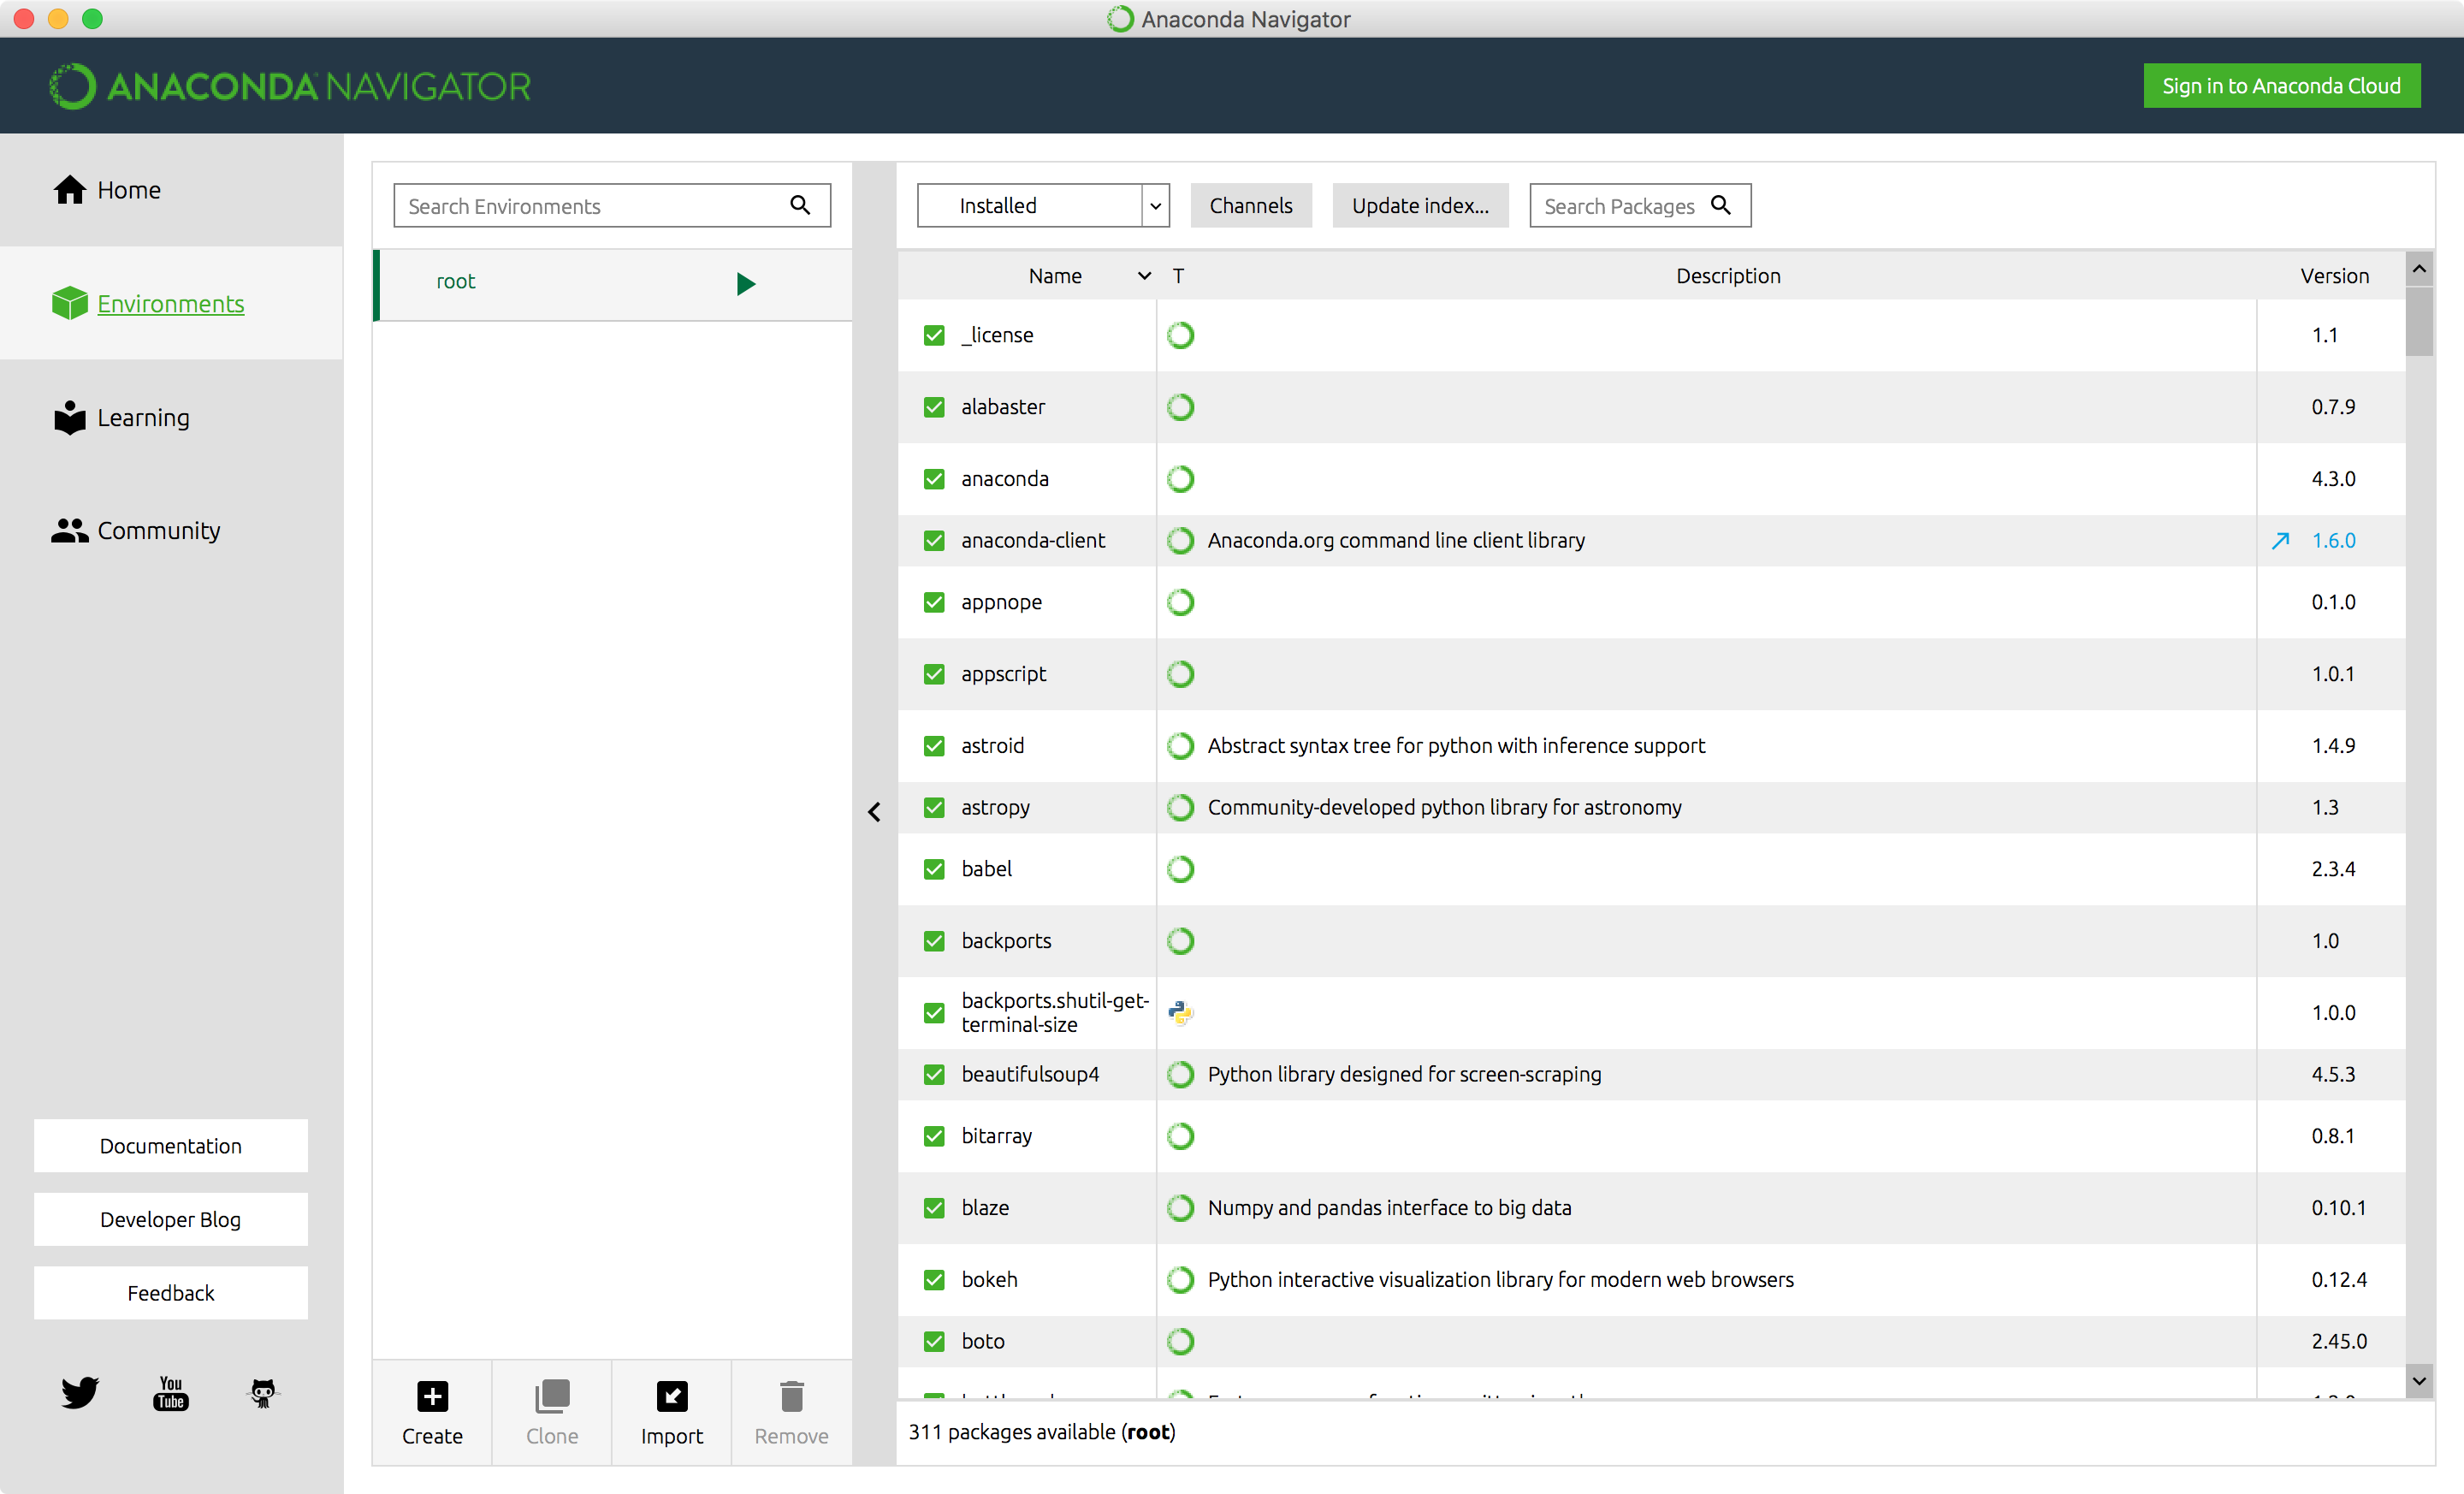 Anaconda Navigator
ANACONDA NAVIGATOR
Sign in to Anaconda Cloud
Home
Environments
Learning
Community
Documentation
Developer Blog
Feedback
You
Tube
Search Environments
root
Create
Clone
Import
Remove
Installed
Channels
Update index...
Search Packages
Name T Description Version
_license 1.1
alabaster 0.7.9
anaconda 4.3.0
anaconda-client Anaconda.org command line client library 1.6.0
appnope 0.1.0
appscript 1.0.1
astroid Abstract syntax tree for python with inference support 1.4.9
astropy Community-developed python library for astronomy 1.3
babel 2.3.4
backports 1.0
backports.shutil-get-
terminal-size 1.0.0
beautifulsoup4 Python library designed for screen-scraping 4.5.3
bitarray 0.8.1
blaze Numpy and pandas interface to big data 0.10.1
bokeh Python interactive visualization library for modern web browsers 0.12.4
boto 2.45.0
311 packages available (root)